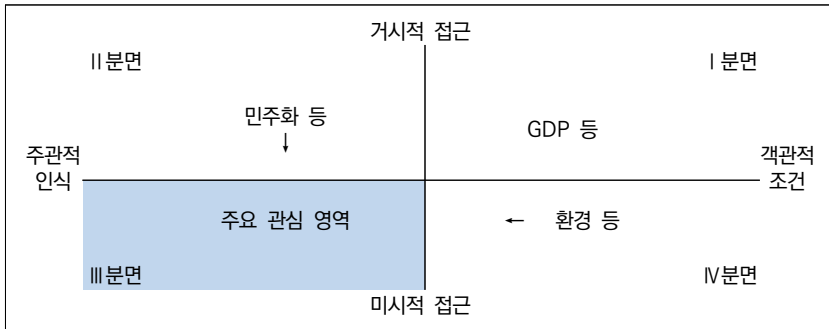 거시적 접근
Ⅱ분면
Ⅰ분면
민주화 등
↓
GDP 등
주관적
인식
객관적
조건
주요 관심 영역
← 환경 등
Ⅲ분면
Ⅳ분면
미시적 접근